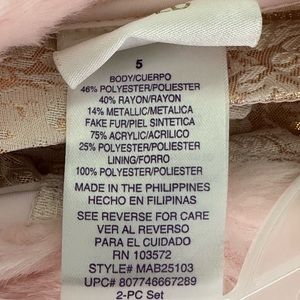 5
BODY/CUERPO
46% POLYESTER/POLIESTER
40% RAYON/RAYON
14% METALLIC/METALICA
FAKE FUR/PIEL SINTETICA
75% ACRYLIC/ACRILICO
25% POLYESTER/POLIESTER
LINING/FORRO
100% POLYESTER/POLIESTER
MADE IN THE PHILIPPINES
HECHO EN FILIPINAS
SEE REVERSE FOR CARE
VER AL REVERSO
PARA EL CUIDADO
RN 103572
STYLE# MAB25103
UPC# 807746667289
2-PC Set